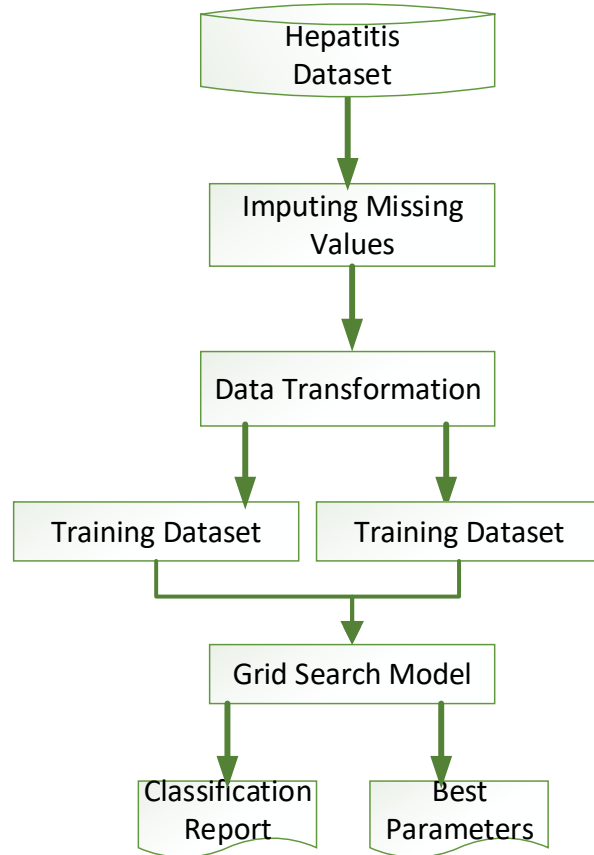 Hepatitis
Dataset
Imputing Missing
Values
Data Transformation
Training Dataset
Training Dataset
Grid Search Model
Classification
Report
Best
Parameters